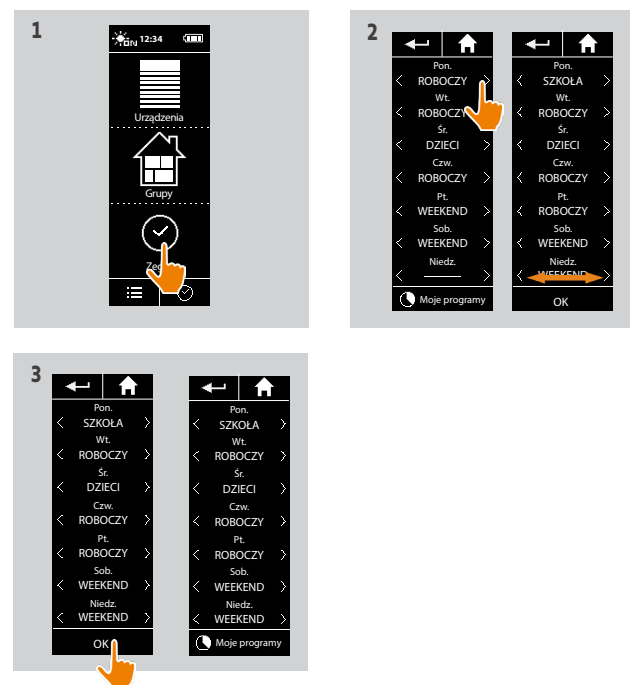 1
ON 12:34
Urządzenia
Grupy
Zeg
2
Pon.
ROBOCZY
Wt.
ROBOCZY
Śr.
DZIECI
Czw.
ROBOCZY
Pt.
WEEKEND
Sob.
WEEKEND
Niedz.
Moje programy
Pon.
SZKOŁA
Wt.
ROBOCZY
Śr.
DZIECI
Czw.
ROBOCZY
Pt.
ROBOCZY
Sob.
WEEKEND
Niedz.
WEEKEND
OK
3
Pon.
SZKOŁA
Wt.
ROBOCZY
Śr.
DZIECI
Czw.
ROBOCZY
Pt.
ROBOCZY
Sob.
WEEKEND
Niedz.
WEEKEND
OK
Pon.
SZKOŁA
Wt.
ROBOCZY
Śr.
DZIECI
Czw.
ROBOCZY
Pt.
ROBOCZY
Sob.
WEEKEND
Niedz.
WEEKEND
Moje programy